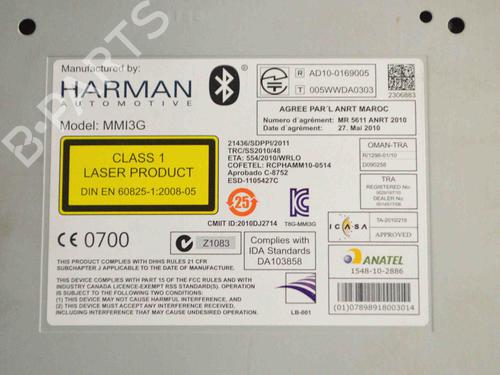 B-PARTS
Manufactured by:
HARMAN
AUTOMOTIVE
Model: MMI3G
CLASS 1
LASER PRODUCT
DIN EN 60825-1:2008-05
CE 0700
R AD10-0169005
T 005WWDA0303
2306883
AGREE PAR´L ANRT MAROC
Numero d´agrément: MR 5611 ANRT 2010
Date d´agrément: 27. Mai 2010
21436/SDPPI/2011
TRC/SS2010/48
ETA: 554/2010/WRLO
COFETEL: RCPHAMM10-0514
Aprobado C-8752
ESD-1105427C
OMAN-TRA
R/1298-01/10
D090258
TRA
REGISTERED No
DEALER No
25
CMIIT ID:2010DJ2714
T8G-MMI3G
ICASA
TA-2010/219
APPROVED
Z1083
Complies with
IDA Standards
DA103858
ANATEL
1548-10-2886
(01)07898918003014
LB-001
THIS PRODUCT COMPLIES WITH DHHS RULES 21 CFR
SUBCHAPTER J APPLICABLE AT DATE OF MANUFACTURE.
THIS DEVICE COMPLIES WITH PART 15 OF FCC RULES AND WITH
INDUSTRY CANADA LICENCE-EXEMPT RSS STANDARD(S). OPERATION
IS SUBJECT TO THE FOLLOWING TWO CONDITIONS:
(1) THIS DEVICE MAY NOT CAUSE HARMFUL INTERFERENCE, AND
(2) THIS DEVICE MUST ACCEPT ANY INTERFERENCE RECEIVED,
INCLUDING INTERFERENCE THAT MAY CAUSE UNDESIRED OPERATION.